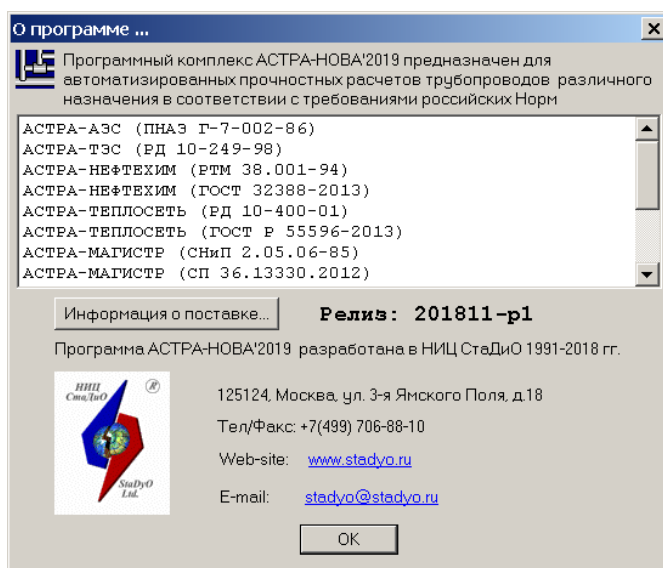 О программе ...
Программный комплекс АСТРА-НОВА'2019 предназначен для
автоматизированных прочностных расчетов трубопроводов различного
назначения в соответствии с требованиями российских Норм
АСТРА-АЭС (ПНАЭ Г-7-002-86)
АСТРА-ТЭС (РД 10-249-98)
АСТРА-НЕФТЕХИМ (РТМ 38.001-94)
АСТРА-НЕФТЕХИМ (ГОСТ 32388-2013)
АСТРА-ТЕПЛОСЕТЬ (РД 10-400-01)
АСТРА-ТЕПЛОСЕТЬ (ГОСТ Р 55596-2013)
АСТРА-МАГИСТР (СНиП 2.05.06-85)
АСТРА-МАГИСТР (СП 36.13330.2012)
Информация о поставке... Релиз: 201811-p1
Программа АСТРА-НОВА'2019 разработана в НИЦ СтаДиО 1991-2018 гг.
НИЦ
СтаДиО
®
StaDyO
Ltd.
125124, Москва, ул. 3-я Ямского Поля, д.18
Тел/Факс: +7(499) 706-88-10
Web-site: www.stadyo.ru
E-mail: stadyo@stadyo.ru
OK